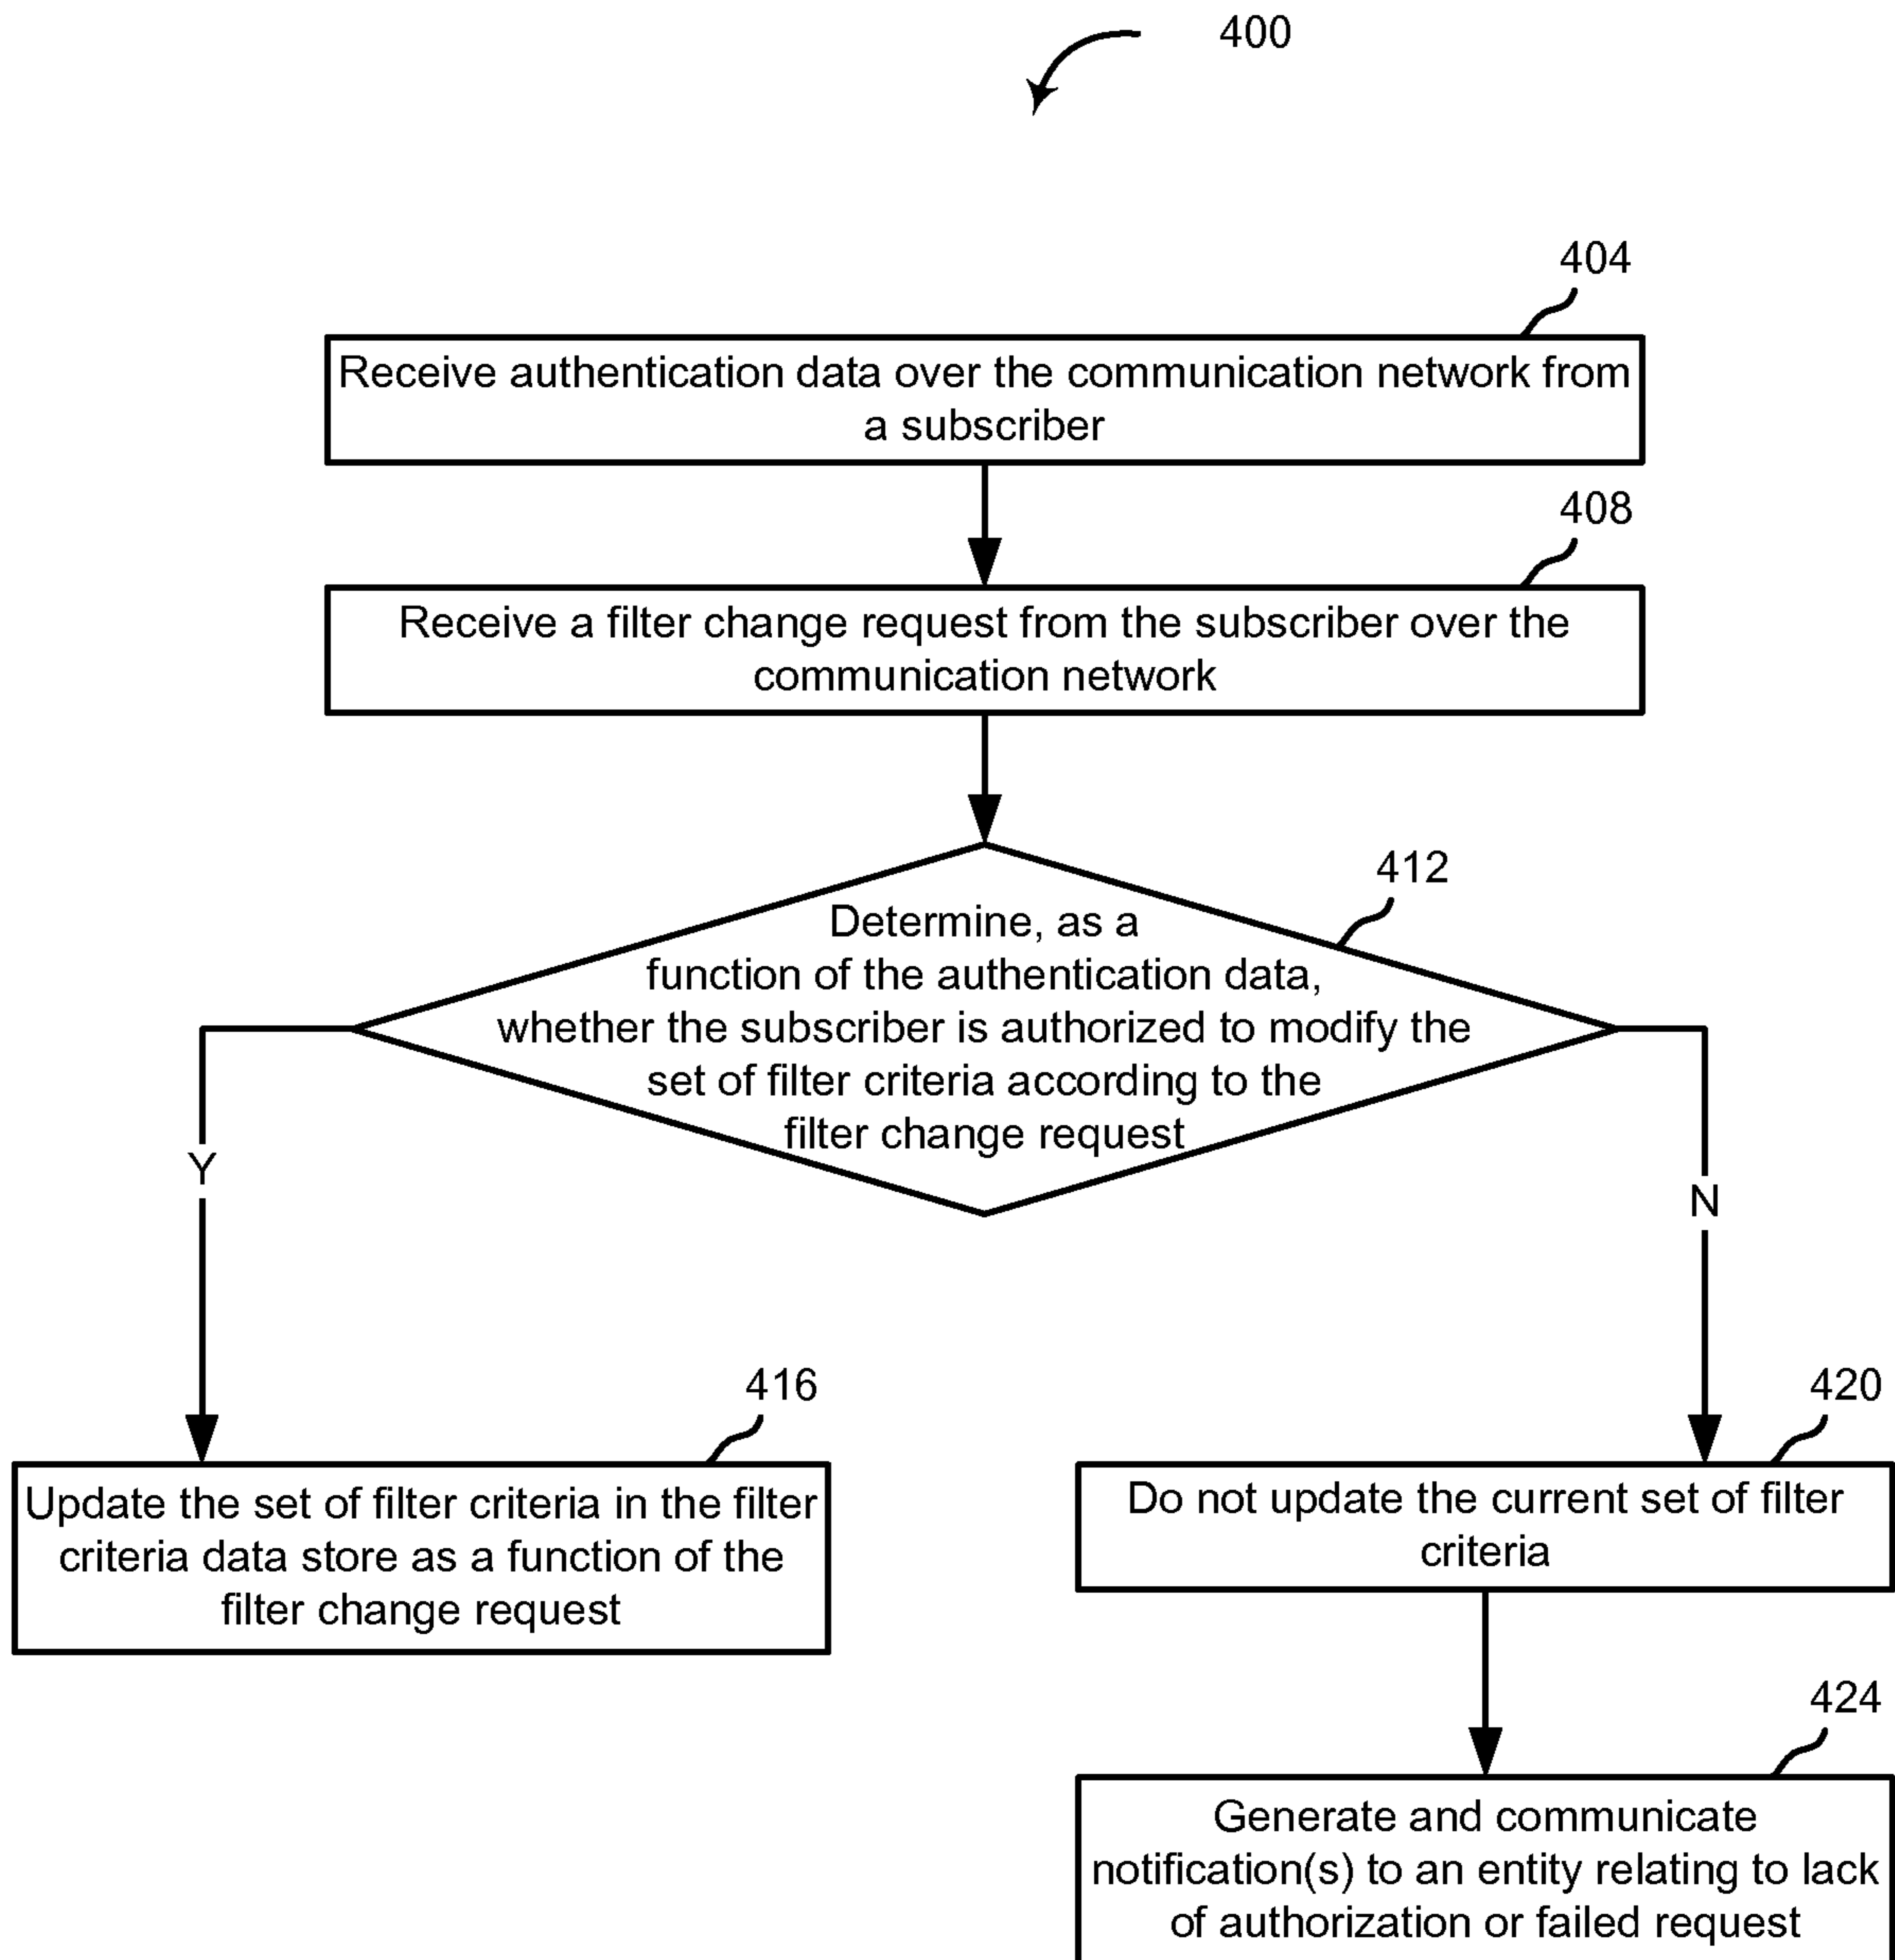 400
404
Receive authentication data over the communication network from
a subscriber
408
Receive a filter change request from the subscriber over the
communication network
412
Determine, as a
function of the authentication data,
whether the subscriber is authorized to modify the
set of filter criteria according to the
filter change request
Y
N
416
Update the set of filter criteria in the filter
criteria data store as a function of the
filter change request
420
Do not update the current set of filter
criteria
424
Generate and communicate
notification(s) to an entity relating to lack
of authorization or failed request